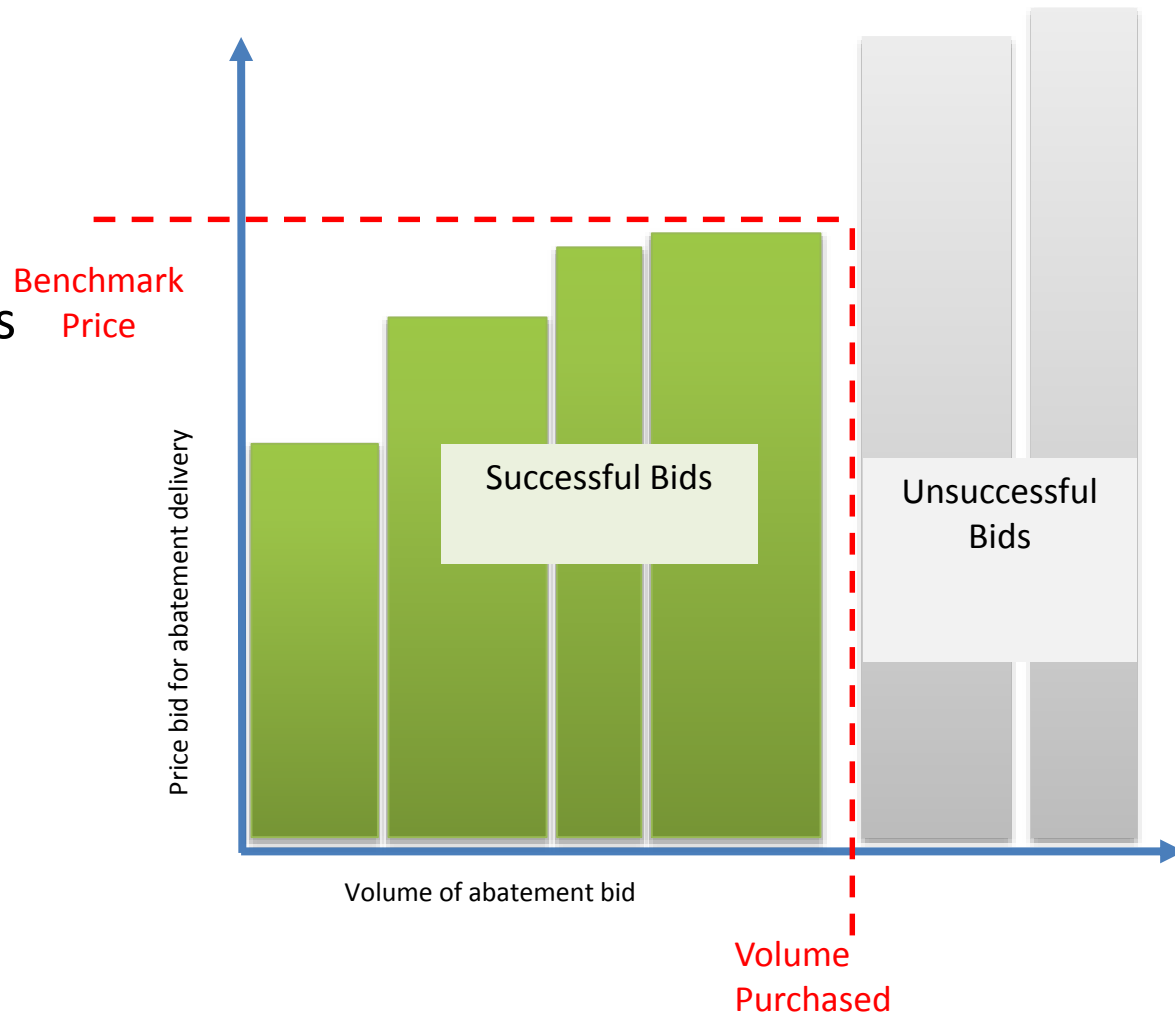 Benchmark
s Price
Successful Bids
Unsuccessful
Bids
Price bid for abatement delivery
Volume of abatement bid
Volume
Purchased